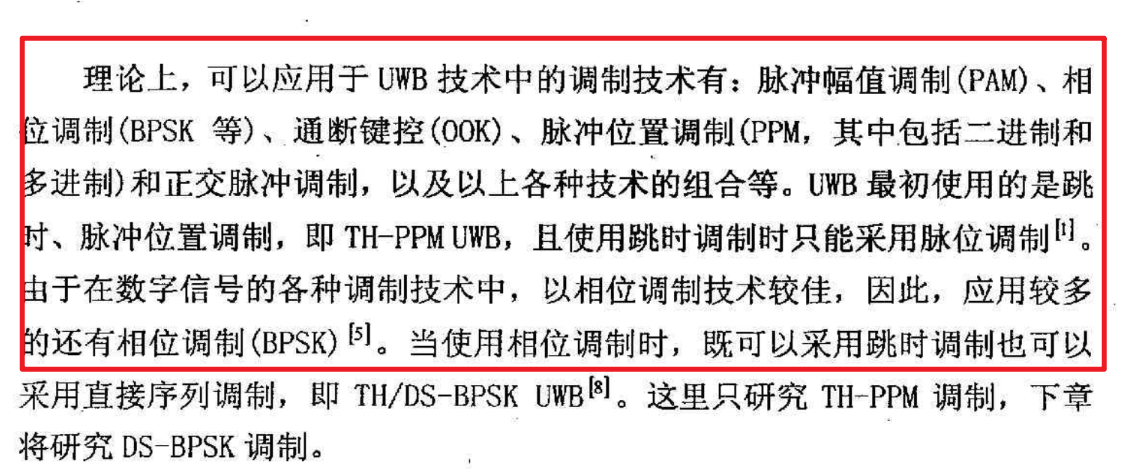 理论上，可以应用于 UWB 技术中的调制技术有：脉冲幅值调制(PAM)、相
位调制(BPSK 等)、通断键控(OOK)、脉冲位置调制(PPM，其中包括二进制和
多进制)和正交脉冲调制，以及以上各种技术的组合等。UWB 最初使用的是跳
时、脉冲位置调制，即 TH-PPM UWB，且使用跳时调制时只能采用脉位调制[1]。
由于在数字信号的各种调制技术中，以相位调制技术较佳，因此，应用较多
的还有相位调制(BPSK)[5]。当使用相位调制时，既可以采用跳时调制也可以
采用直接序列调制，即 TH/DS-BPSK UWB[8]。这里只研究 TH-PPM 调制，下章
将研究 DS-BPSK 调制。